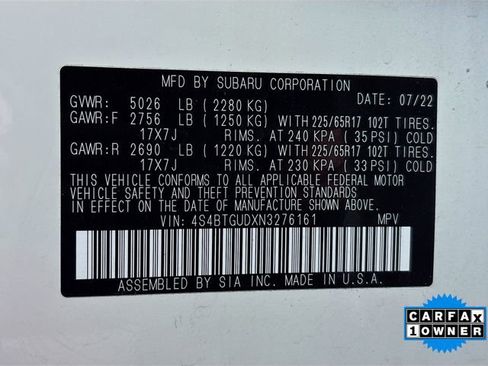 MFD BY SUBARU CORPORATION
GVWR: 5026 LB ( 2280 KG) DATE: 07/22
GAWR:F 2756 LB ( 1250 KG) WITH 225/65R17 102T TIRES.
17X7J RIMS. AT 240 KPA ( 35 PSI) COLD
GAWR:R 2690 LB ( 1220 KG) WITH 225/65R17 102T TIRES.
17X7J RIMS. AT 230 KPA ( 33 PSI) COLD
THIS VEHICLE CONFORMS TO ALL APPLICABLE FEDERAL MOTOR
VEHICLE SAFETY AND THEFT PREVENTION STANDARDS IN
EFFECT ON THE DATE OF MANUFACTURE SHOWN ABOVE.
VIN: 4S4BTGUDXN3276161 MPV
ASSEMBLED BY SIA INC. MADE IN U.S.A.
CARFAX
1 OWNER